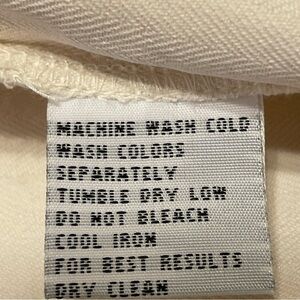 MACHINE WASH COLD
WASH COLORS
SEPARATELY
TUMBLE DRY LOW
DO NOT BLEACH
COOL IRON
FOR BEST RESULTS
DRY CLEAN